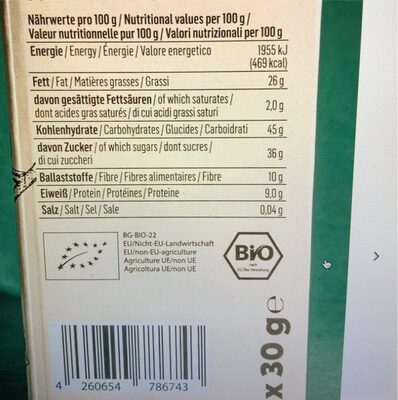 Nährwerte pro 100 g / Nutritional values per 100 g /
Valeur nutritionnelle pur 100 g / Valori nutrizionali per 100 g
Energie / Energy / Énergie / Valore energetico 1955 kJ
(469 kcal)
Fett / Fat / Matières grasses / Grassi 26 g
davon gesättigte Fettsäuren / of which saturates /
dont acides gras saturés / di cui acidi grassi saturi 2,0 g
Kohlenhydrate / Carbohydrates / Glucides / Carboidrati 45 g
davon Zucker / of which sugars / dont sucres /
di cui zuccheri 36 g
Ballaststoffe / Fibre / Fibres alimentaires / Fibre 10 g
Eiweiß / Protein / Protéines / Proteine 9,0 g
Salz / Salt / Sel / Sale 0,04 g
BG-BIO-22
EU/Nicht-EU-Landwirtschaft
EU/non-EU-agriculture
Agriculture UE/non UE
Agricoltura UE/non UE
Bio
nach
EG-Öko-Verordnung
x 30 g e
4 260654 786743